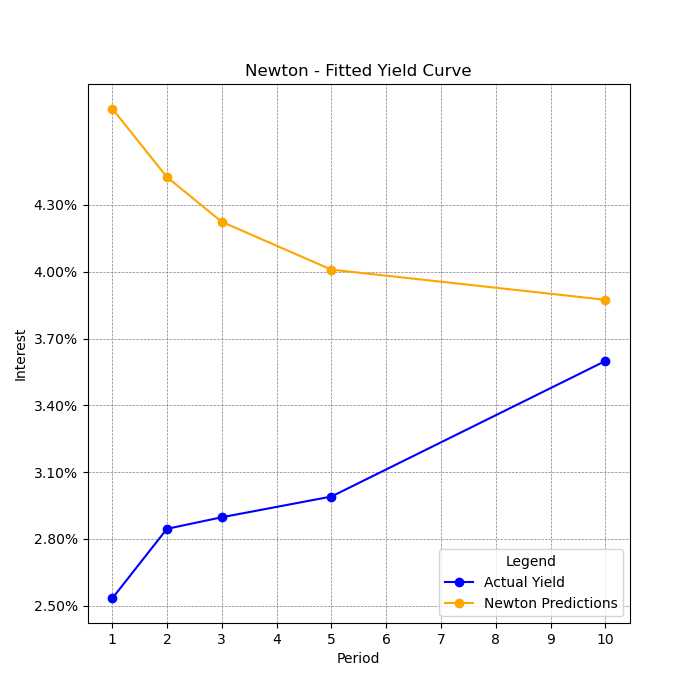 Newton - Fitted Yield Curve
Interest
4.30%
4.00%
3.70%
3.40%
3.10%
2.80%
2.50%
Legend
Actual Yield
Newton Predictions
1 2 3 4 5 6 7 8 9 10
Period